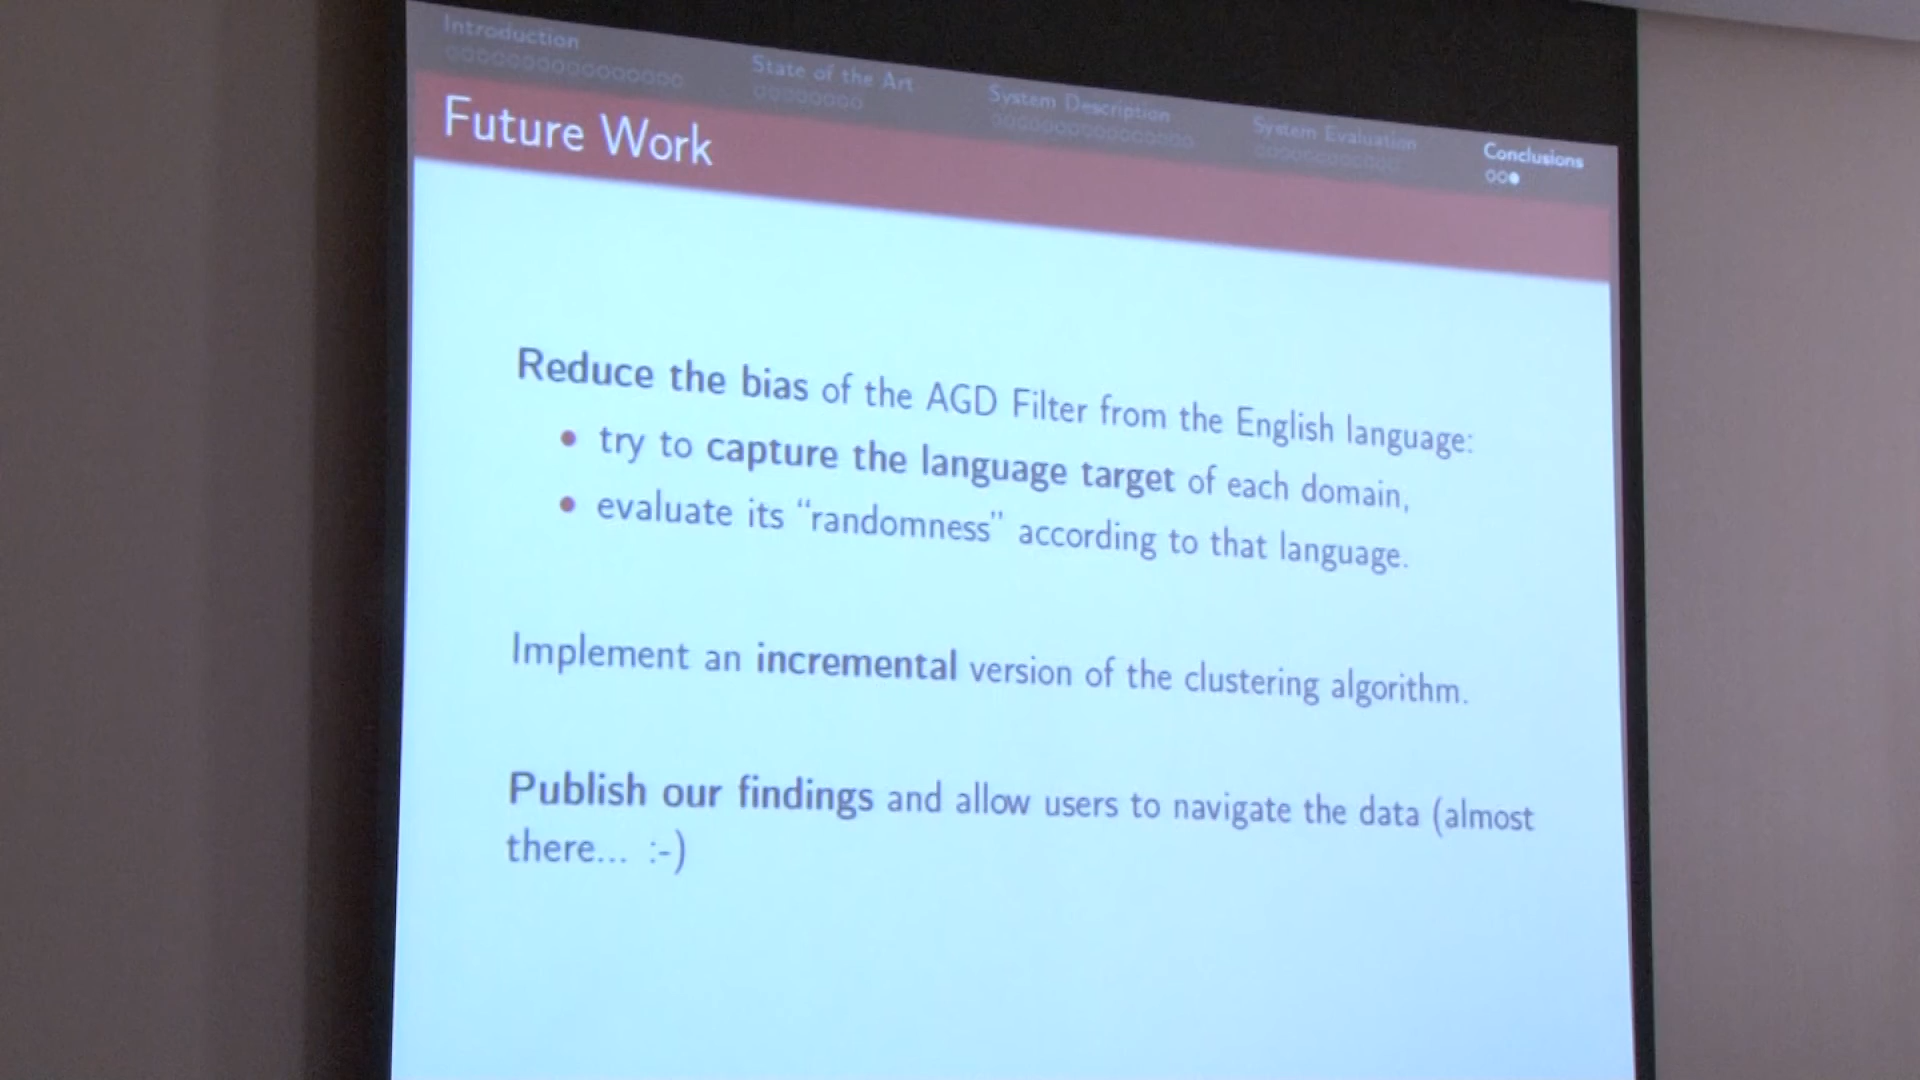 Introduction
State of the Art
System Description
System Evaluation
Conclusions
Future Work
Reduce the bias of the AGD Filter from the English language:
• try to capture the language target of each domain,
• evaluate its “randomness” according to that language.
Implement an incremental version of the clustering algorithm.
Publish our findings and allow users to navigate the data (almost
there... :-)